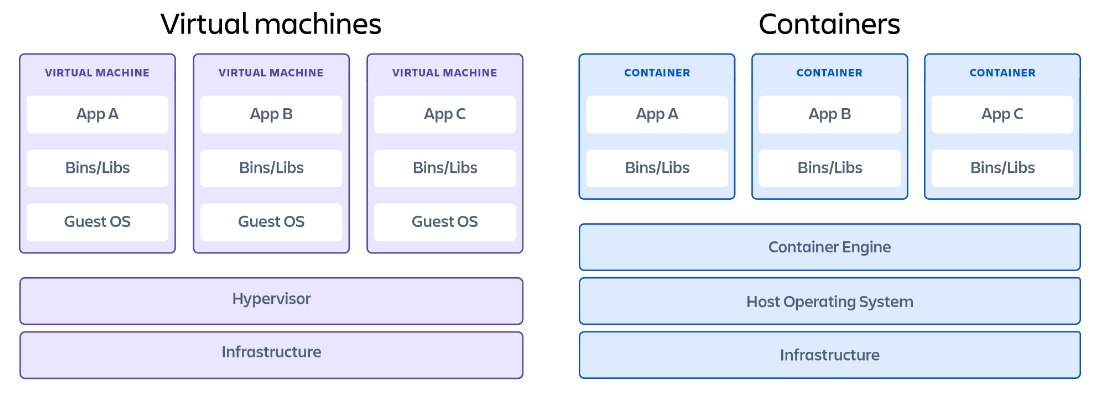 Virtual machines
VIRTUAL MACHINE
App A
Bins/Libs
Guest OS
VIRTUAL MACHINE
App B
Bins/Libs
Guest OS
VIRTUAL MACHINE
App C
Bins/Libs
Guest OS
Hypervisor
Infrastructure
Containers
CONTAINER
App A
Bins/Libs
CONTAINER
App B
Bins/Libs
CONTAINER
App C
Bins/Libs
Container Engine
Host Operating System
Infrastructure